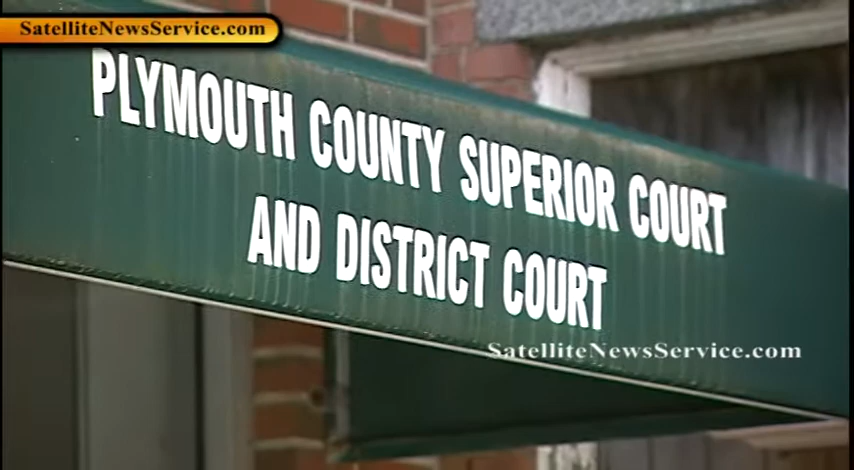 SatelliteNewsService.com
PLYMOUTH COUNTY SUPERIOR COURT
AND DISTRICT COURT
SatelliteNewsService.com